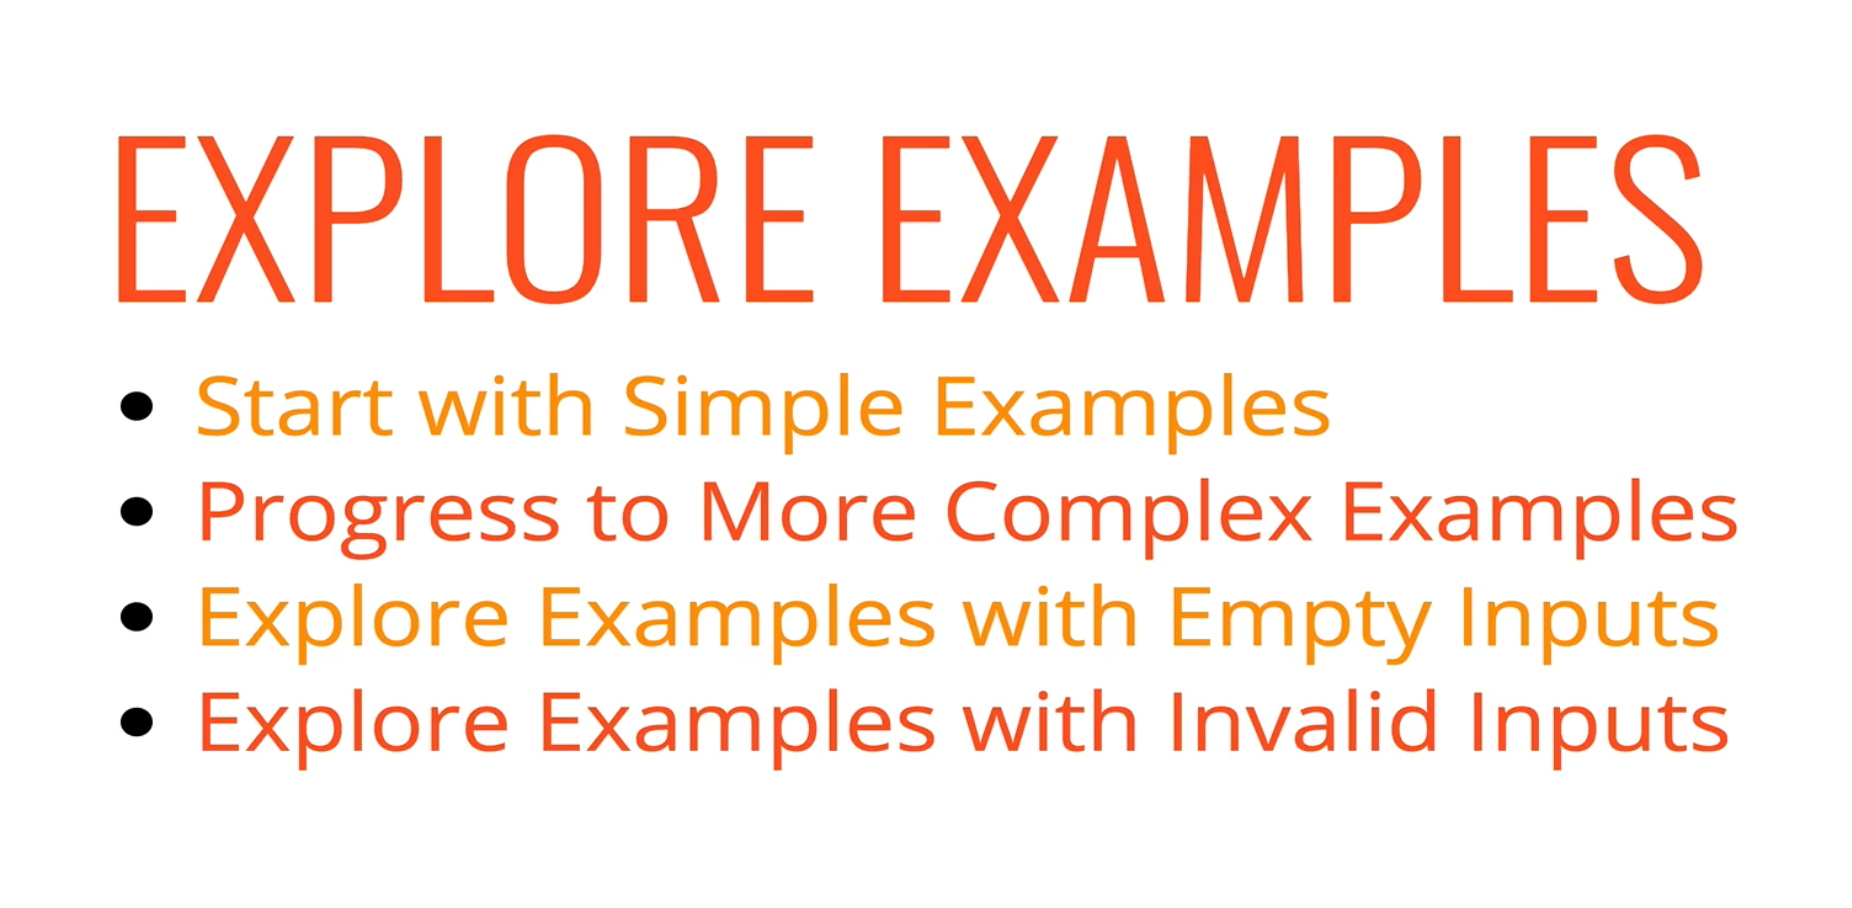 EXPLORE EXAMPLES
• Start with Simple Examples
• Progress to More Complex Examples
• Explore Examples with Empty Inputs
• Explore Examples with Invalid Inputs